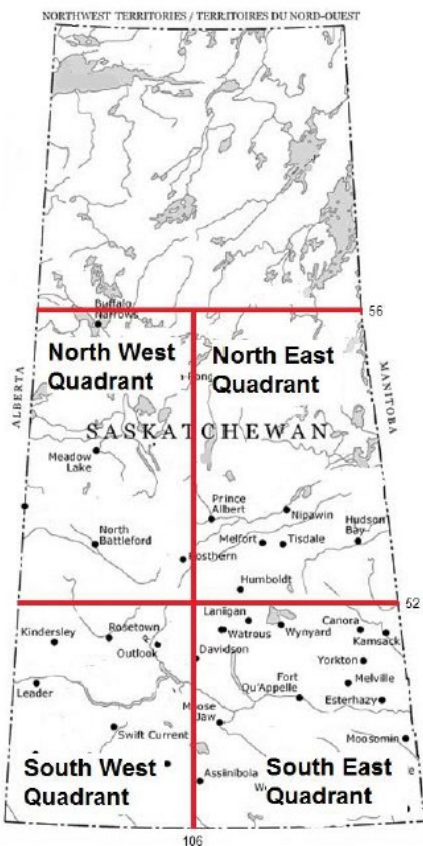 NORTHWEST TERRITORIES / TERRITOIRES DU NORD-OUEST
Buffalo
Narrows
56
North West
Quadrant
North East
Quadrant
ALBERTA
MANITOBA
SASKATCHEWAN
Meadow
Lake
Prince
Albert
Nipawin
Hudson
Bay
North
Battleford
Melfort
Tisdale
Rosthern
Humboldt
52
Lanigan
Canora
Kindersley
Rosetown
Watrous
Wynyard
Kamsack
Outlook
Davidson
Yorkton
Leader
Fort
Qu'Appelle
Melville
Esterhazy
Moose
Jaw
Swift Current
Moosomin
South West
Quadrant
Assiniboia
South East
Quadrant
106